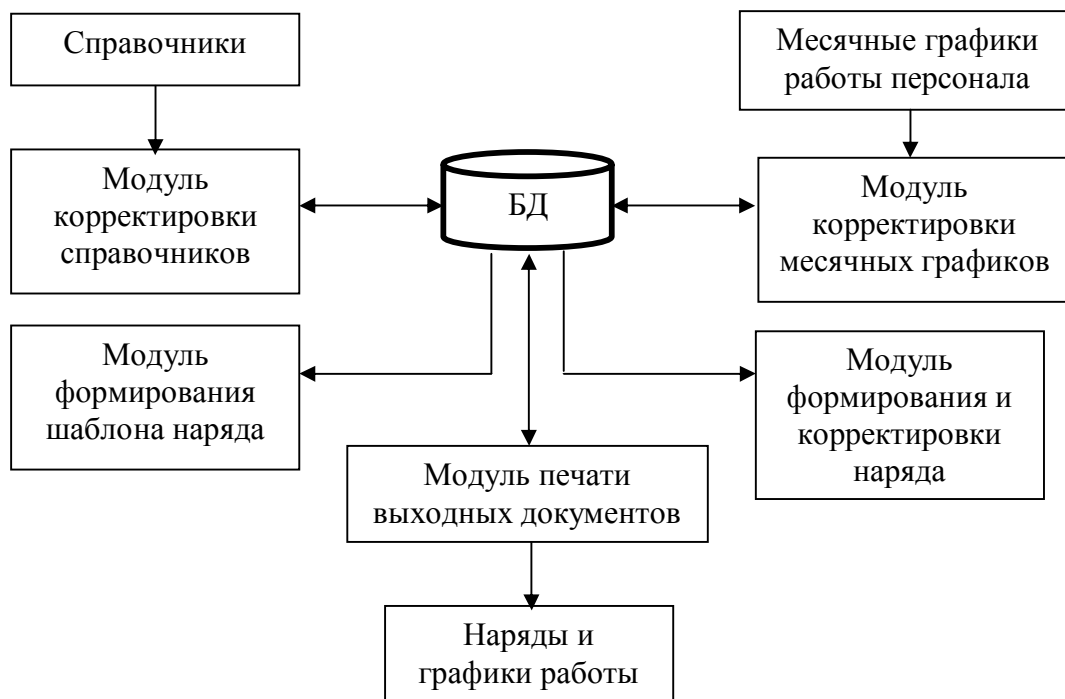 Справочники
Месячные графики
работы персонала
Модуль
корректировки
справочников
БД
Модуль
корректировки
месячных графиков
Модуль
формирования
шаблона наряда
Модуль
формирования и
корректировки
наряда
Модуль печати
выходных документов
Наряды и
графики работы